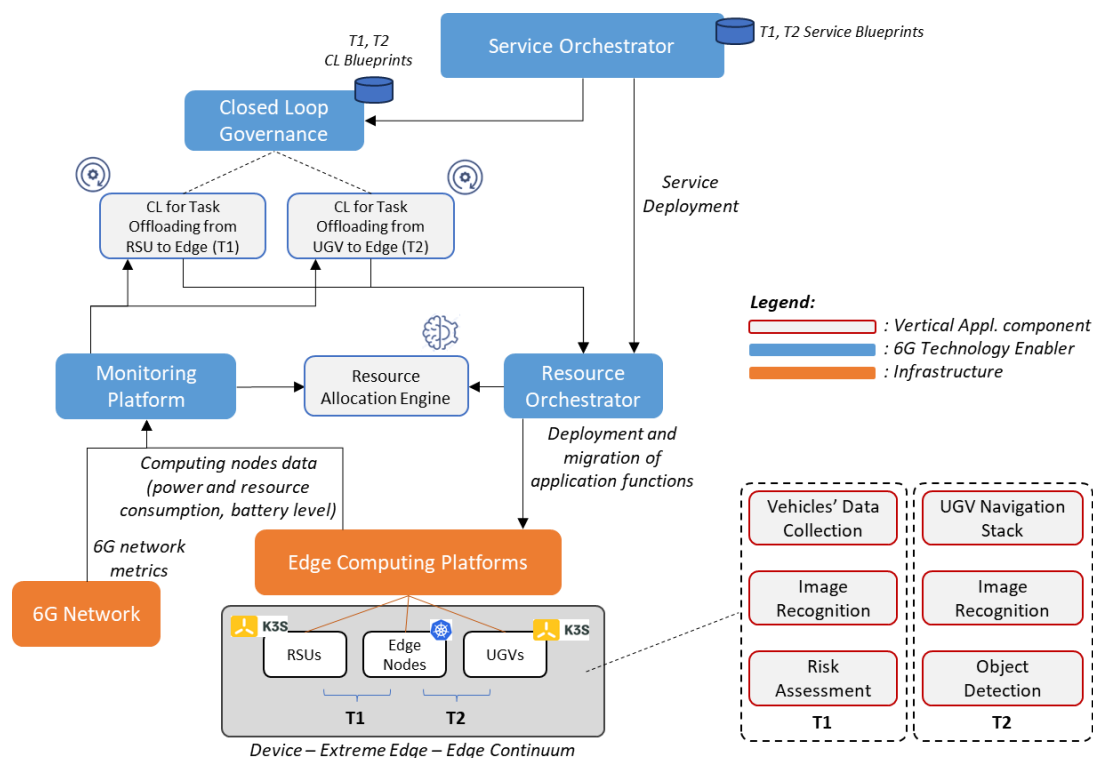 Service Orchestrator
T1, T2 Service Blueprints
T1, T2
CL Blueprints
Closed Loop
Governance
CL for Task
Offloading from
RSU to Edge (T1)
CL for Task
Offloading from
UGV to Edge (T2)
Service
Deployment
Legend:
: Vertical Appl. component
: 6G Technology Enabler
: Infrastructure
Monitoring
Platform
Resource
Allocation Engine
Resource
Orchestrator
Deployment and
migration of
application functions
Computing nodes data
(power and resource
consumption, battery level)
6G network
metrics
6G Network
Edge Computing Platforms
K3S
RSUs
Edge
Nodes
UGVs
K3S
T1
T2
Device – Extreme Edge – Edge Continuum
Vehicles' Data
Collection
Image
Recognition
Risk
Assessment
T1
UGV Navigation
Stack
Image
Recognition
Object
Detection
T2